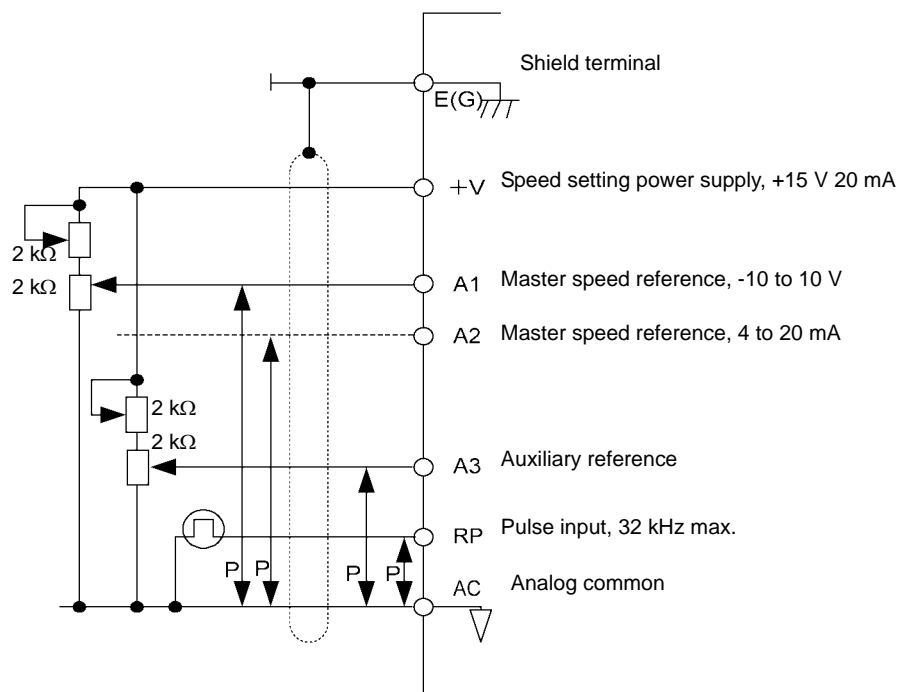 Shield terminal
E(G)
+V Speed setting power supply, +15 V 20 mA
2 kΩ
2 kΩ
A1 Master speed reference, -10 to 10 V
A2 Master speed reference, 4 to 20 mA
2 kΩ
2 kΩ
A3 Auxiliary reference
RP Pulse input, 32 kHz max.
P P P P
AC Analog common